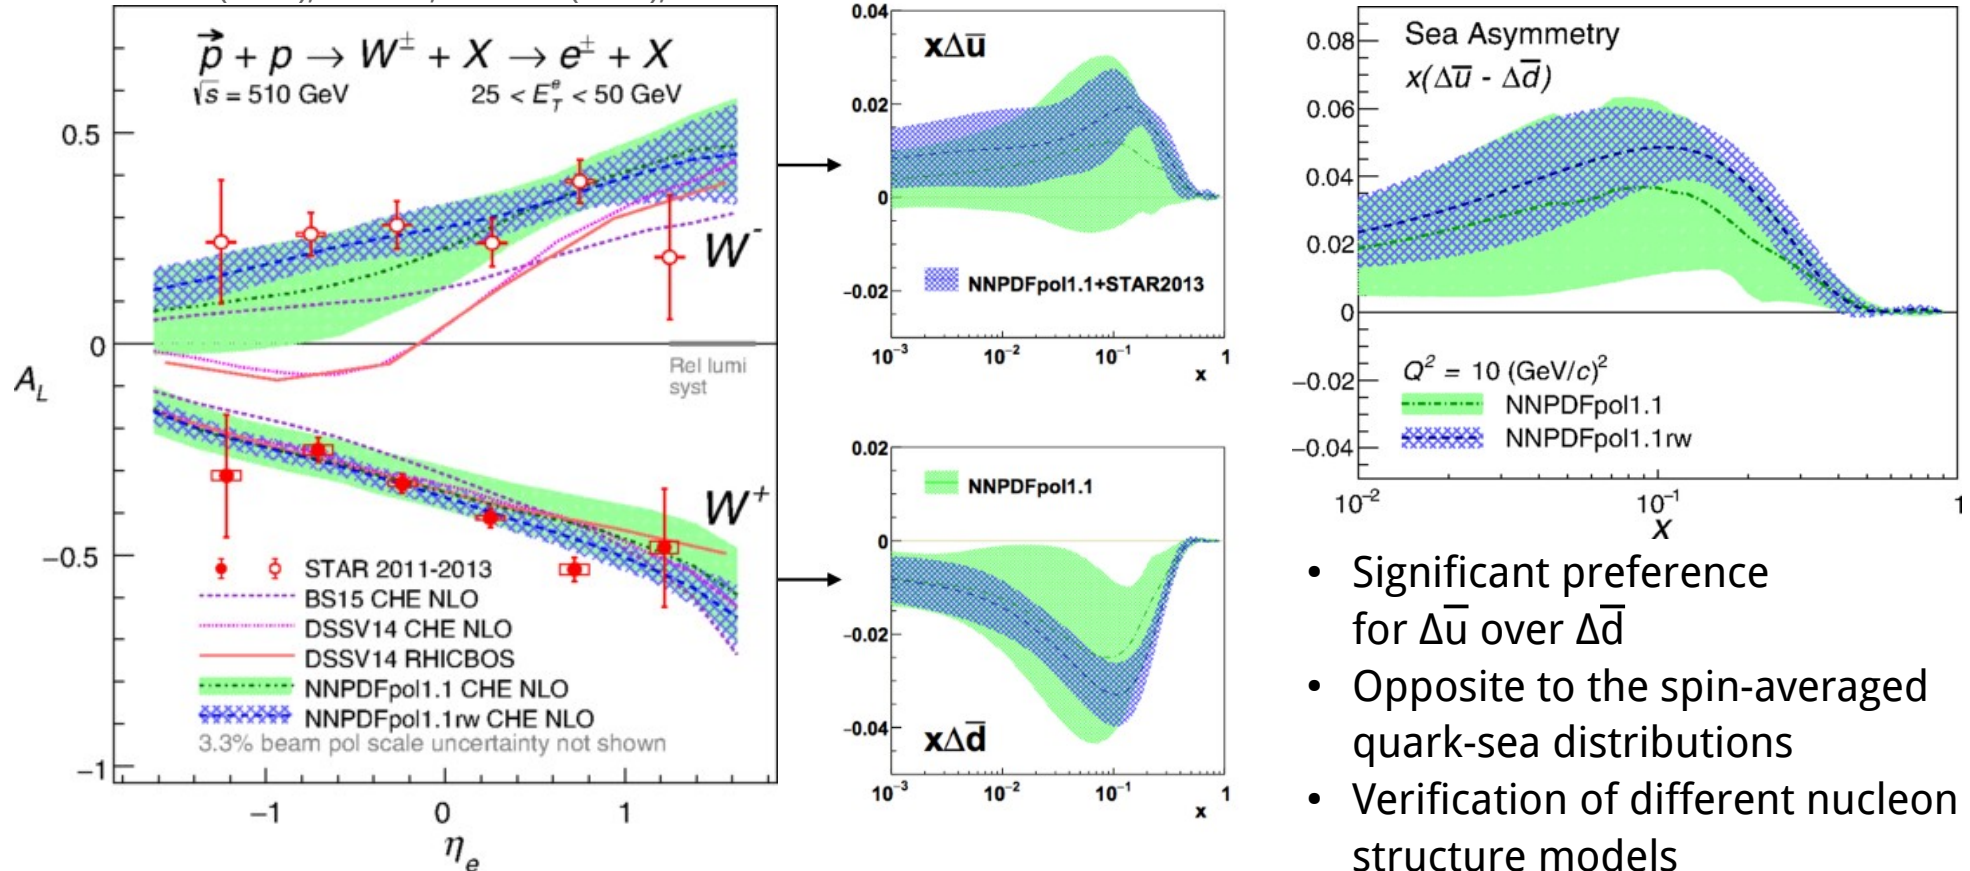 p⃗ + p → W± + X → e± + X
√s = 510 GeV
25 < E_T^e < 50 GeV
0.5
0
−0.5
−1
A_L
W⁻
Rel lumi
syst
W⁺
STAR 2011-2013
BS15 CHE NLO
DSSV14 CHE NLO
DSSV14 RHICBOS
NNPDFpol1.1 CHE NLO
NNPDFpol1.1rw CHE NLO
3.3% beam pol scale uncertainty not shown
−1
0
1
η_e
0.04
xΔu̅
0.02
0
−0.02
NNPDFpol1.1+STAR2013
10⁻³
10⁻²
10⁻¹
1
x
0.02
NNPDFpol1.1
0
−0.02
−0.04
xΔd̅
10⁻³
10⁻²
10⁻¹
1
x
0.08
Sea Asymmetry
x(Δu̅ - Δd̅)
0.06
0.04
0.02
0
−0.02
−0.04
Q² = 10 (GeV/c)²
NNPDFpol1.1
NNPDFpol1.1rw
10⁻²
10⁻¹
1
x
• Significant preference
for Δu̅ over Δd̅
• Opposite to the spin-averaged
quark-sea distributions
• Verification of different nucleon
structure models